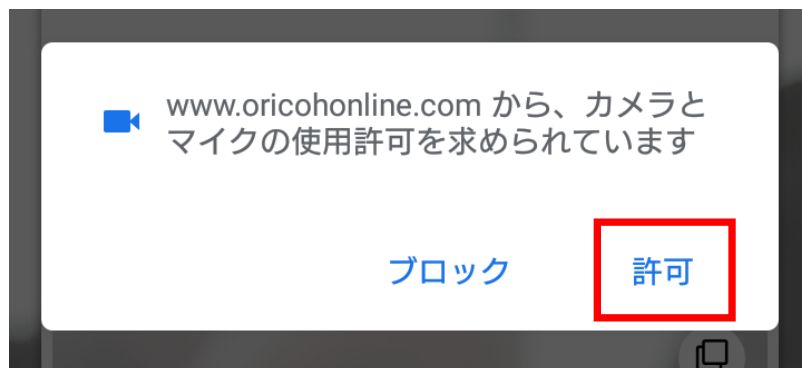 www.oricohonline.com から、カメラと
マイクの使用許可を求められています
ブロック
許可